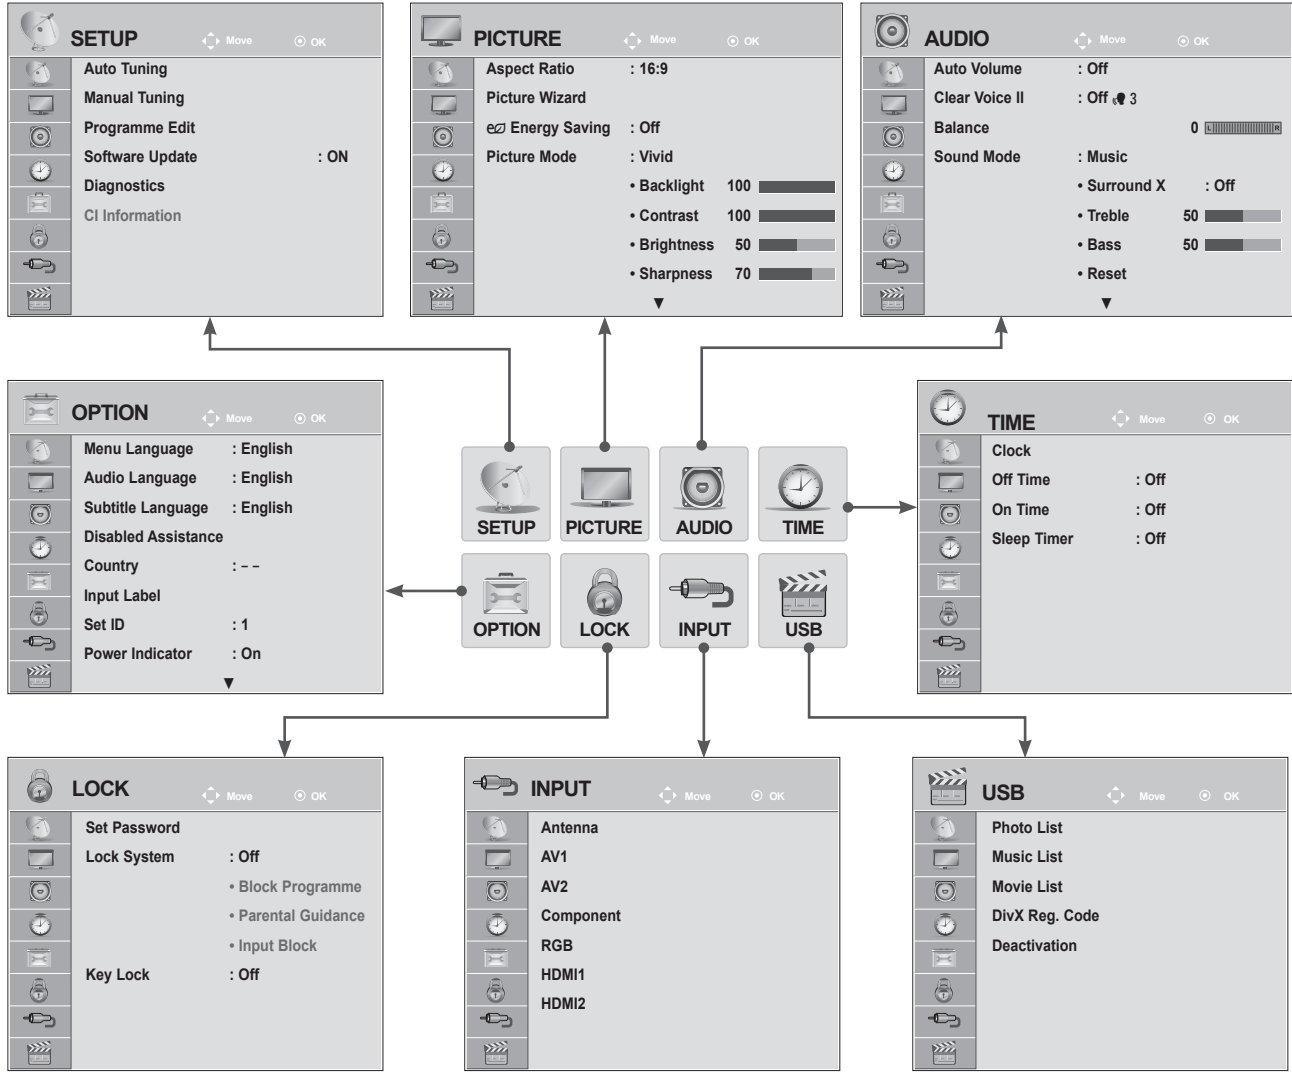 SETUP Move OK
Auto Tuning
Manual Tuning
Programme Edit
Software Update : ON
Diagnostics
CI Information
PICTURE Move OK
Aspect Ratio : 16:9
Picture Wizard
Energy Saving : Off
Picture Mode : Vivid
• Backlight 100
• Contrast 100
• Brightness 50
• Sharpness 70
▼
AUDIO Move OK
Auto Volume : Off
Clear Voice II : Off 3
Balance 0 L R
Sound Mode : Music
• Surround X : Off
• Treble 50
• Bass 50
• Reset
▼
OPTION Move OK
Menu Language : English
Audio Language : English
Subtitle Language : English
Disabled Assistance
Country : – –
Input Label
Set ID : 1
Power Indicator : On
▼
SETUP PICTURE AUDIO TIME
OPTION LOCK INPUT USB
TIME Move OK
Clock
Off Time : Off
On Time : Off
Sleep Timer : Off
LOCK Move OK
Set Password
Lock System : Off
• Block Programme
• Parental Guidance
• Input Block
Key Lock : Off
INPUT Move OK
Antenna
AV1
AV2
Component
RGB
HDMI1
HDMI2
USB Move OK
Photo List
Music List
Movie List
DivX Reg. Code
Deactivation